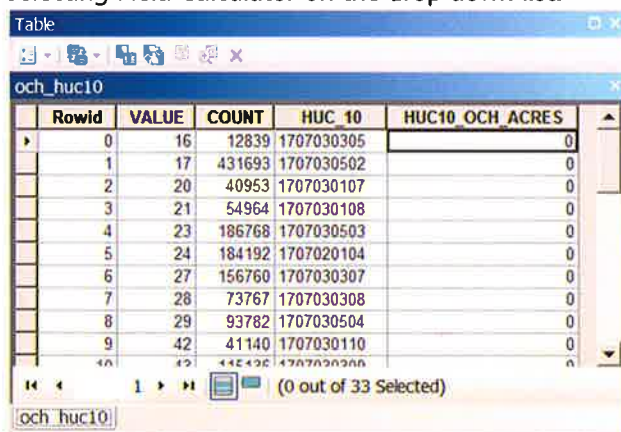 Table
och_huc10
Rowid VALUE COUNT HUC_10 HUC10_OCH_ACRES
0 16 12839 1707030305 0
1 17 431693 1707030502 0
2 20 40953 1707030107 0
3 21 54964 1707030108 0
4 23 186768 1707030503 0
5 24 184192 1707020104 0
6 27 156760 1707030307 0
7 28 73767 1707030308 0
8 29 93782 1707030504 0
9 42 41140 1707030110 0
1 (0 out of 33 Selected)
och_huc10